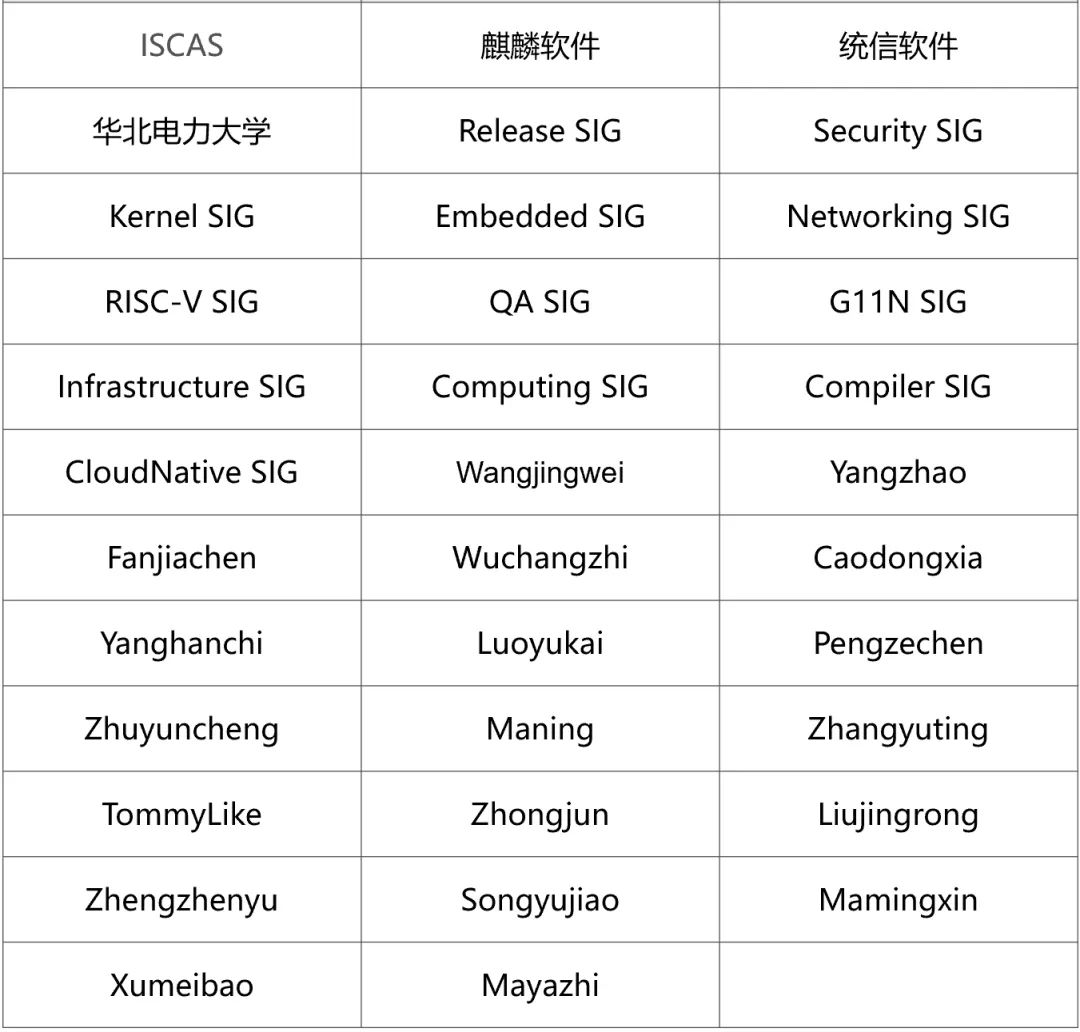 ISCAS 麒麟软件 统信软件
华北电力大学 Release SIG Security SIG
Kernel SIG Embedded SIG Networking SIG
RISC-V SIG QA SIG G11N SIG
Infrastructure SIG Computing SIG Compiler SIG
CloudNative SIG Wangjingwei Yangzhao
Fanjiachen Wuchangzhi Caodongxia
Yanghanchi Luoyukai Pengzechen
Zhuyuncheng Maning Zhangyuting
TommyLike Zhongjun Liujingrong
Zhengzhenyu Songyujiao Mamingxin
Xumeibao Mayazhi